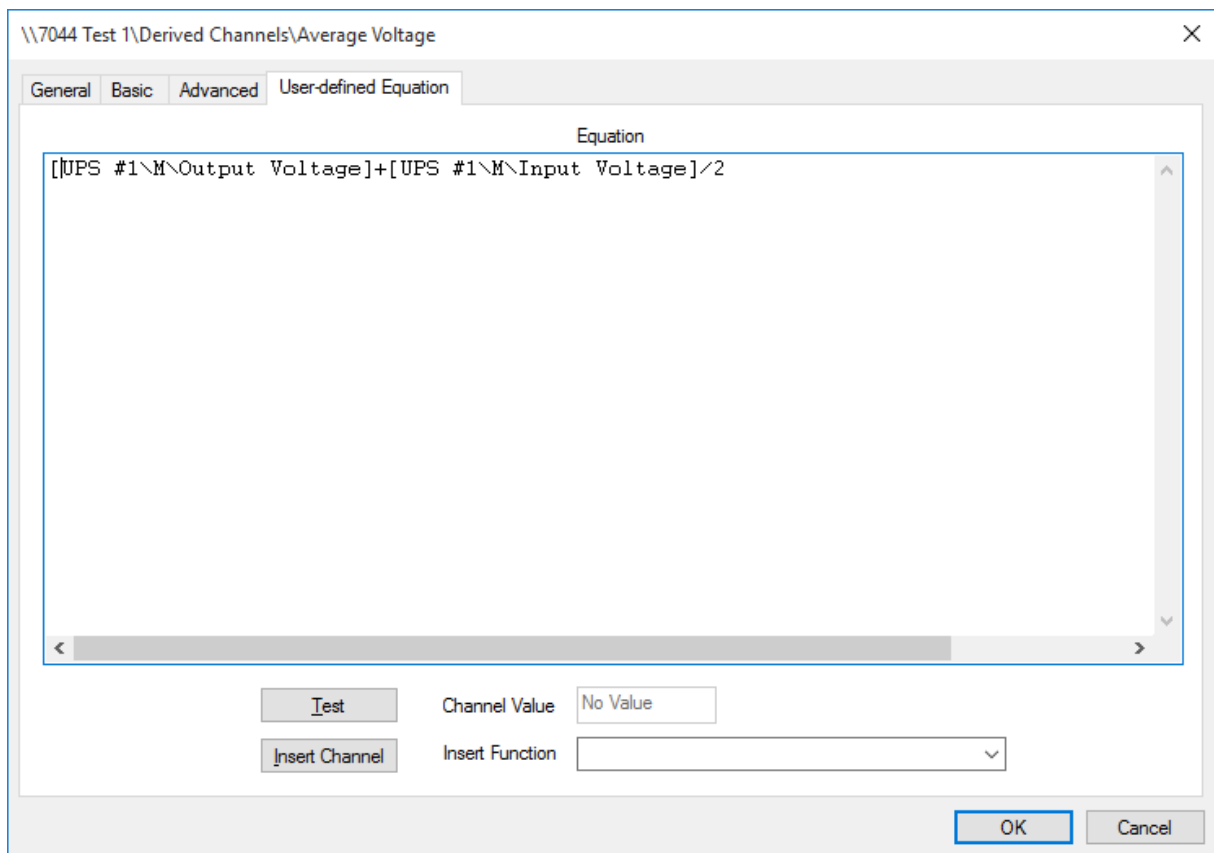 \\7044 Test 1\Derived Channels\Average Voltage
General Basic Advanced User-defined Equation
Equation
[UPS #1\M\Output Voltage]+[UPS #1\M\Input Voltage]/2
Test Channel Value No Value
Insert Channel Insert Function
OK Cancel